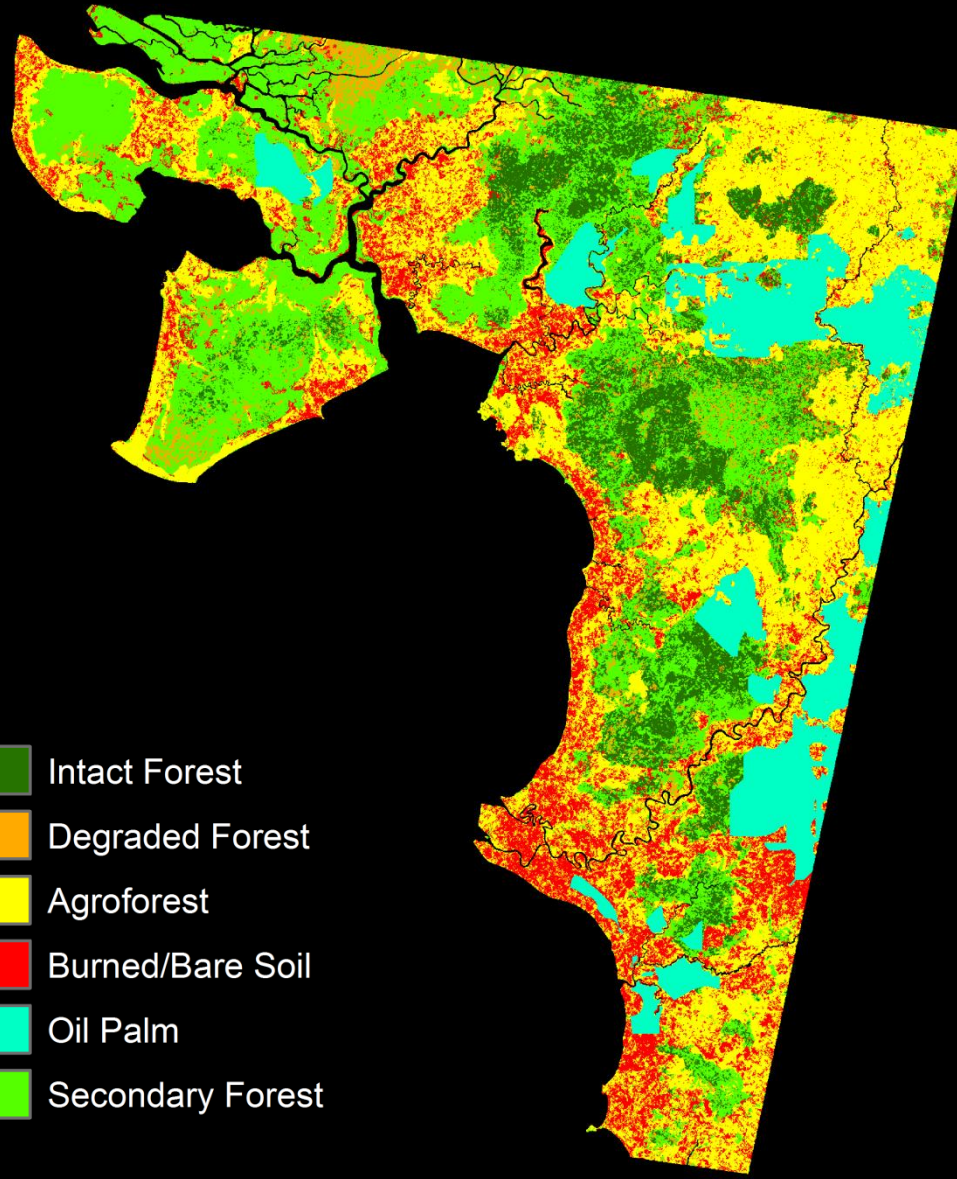 Intact Forest
Degraded Forest
Agroforest
Burned/Bare Soil
Oil Palm
Secondary Forest